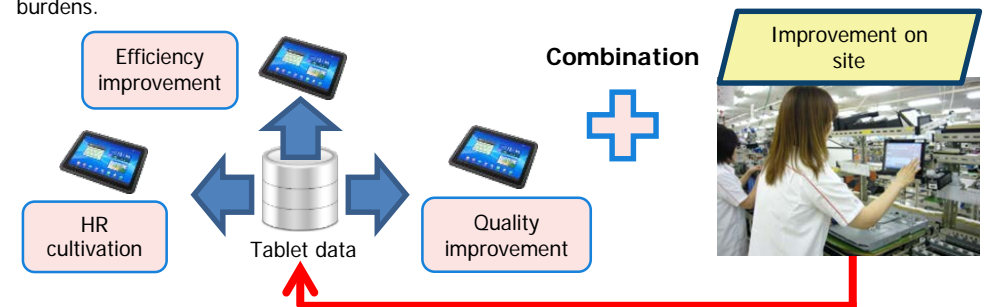 burdens.
Efficiency
improvement
Combination
Improvement on
site
HR
cultivation
Tablet data
Quality
improvement